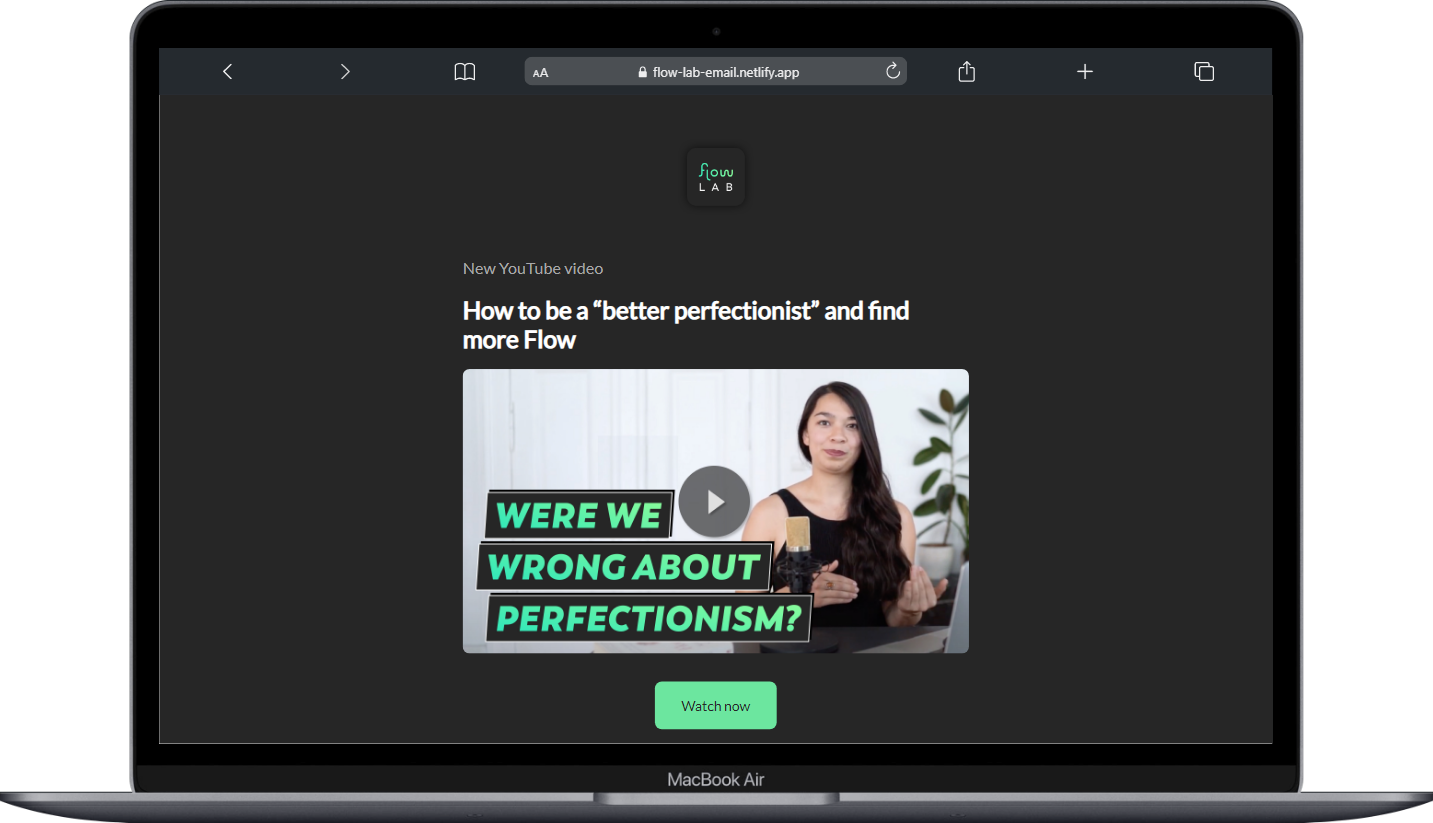 AA
flow-lab-email.netlify.app
flow
LAB
New YouTube video
How to be a “better perfectionist” and find
more Flow
WERE WE
WRONG ABOUT
PERFECTIONISM?
Watch now
MacBook Air